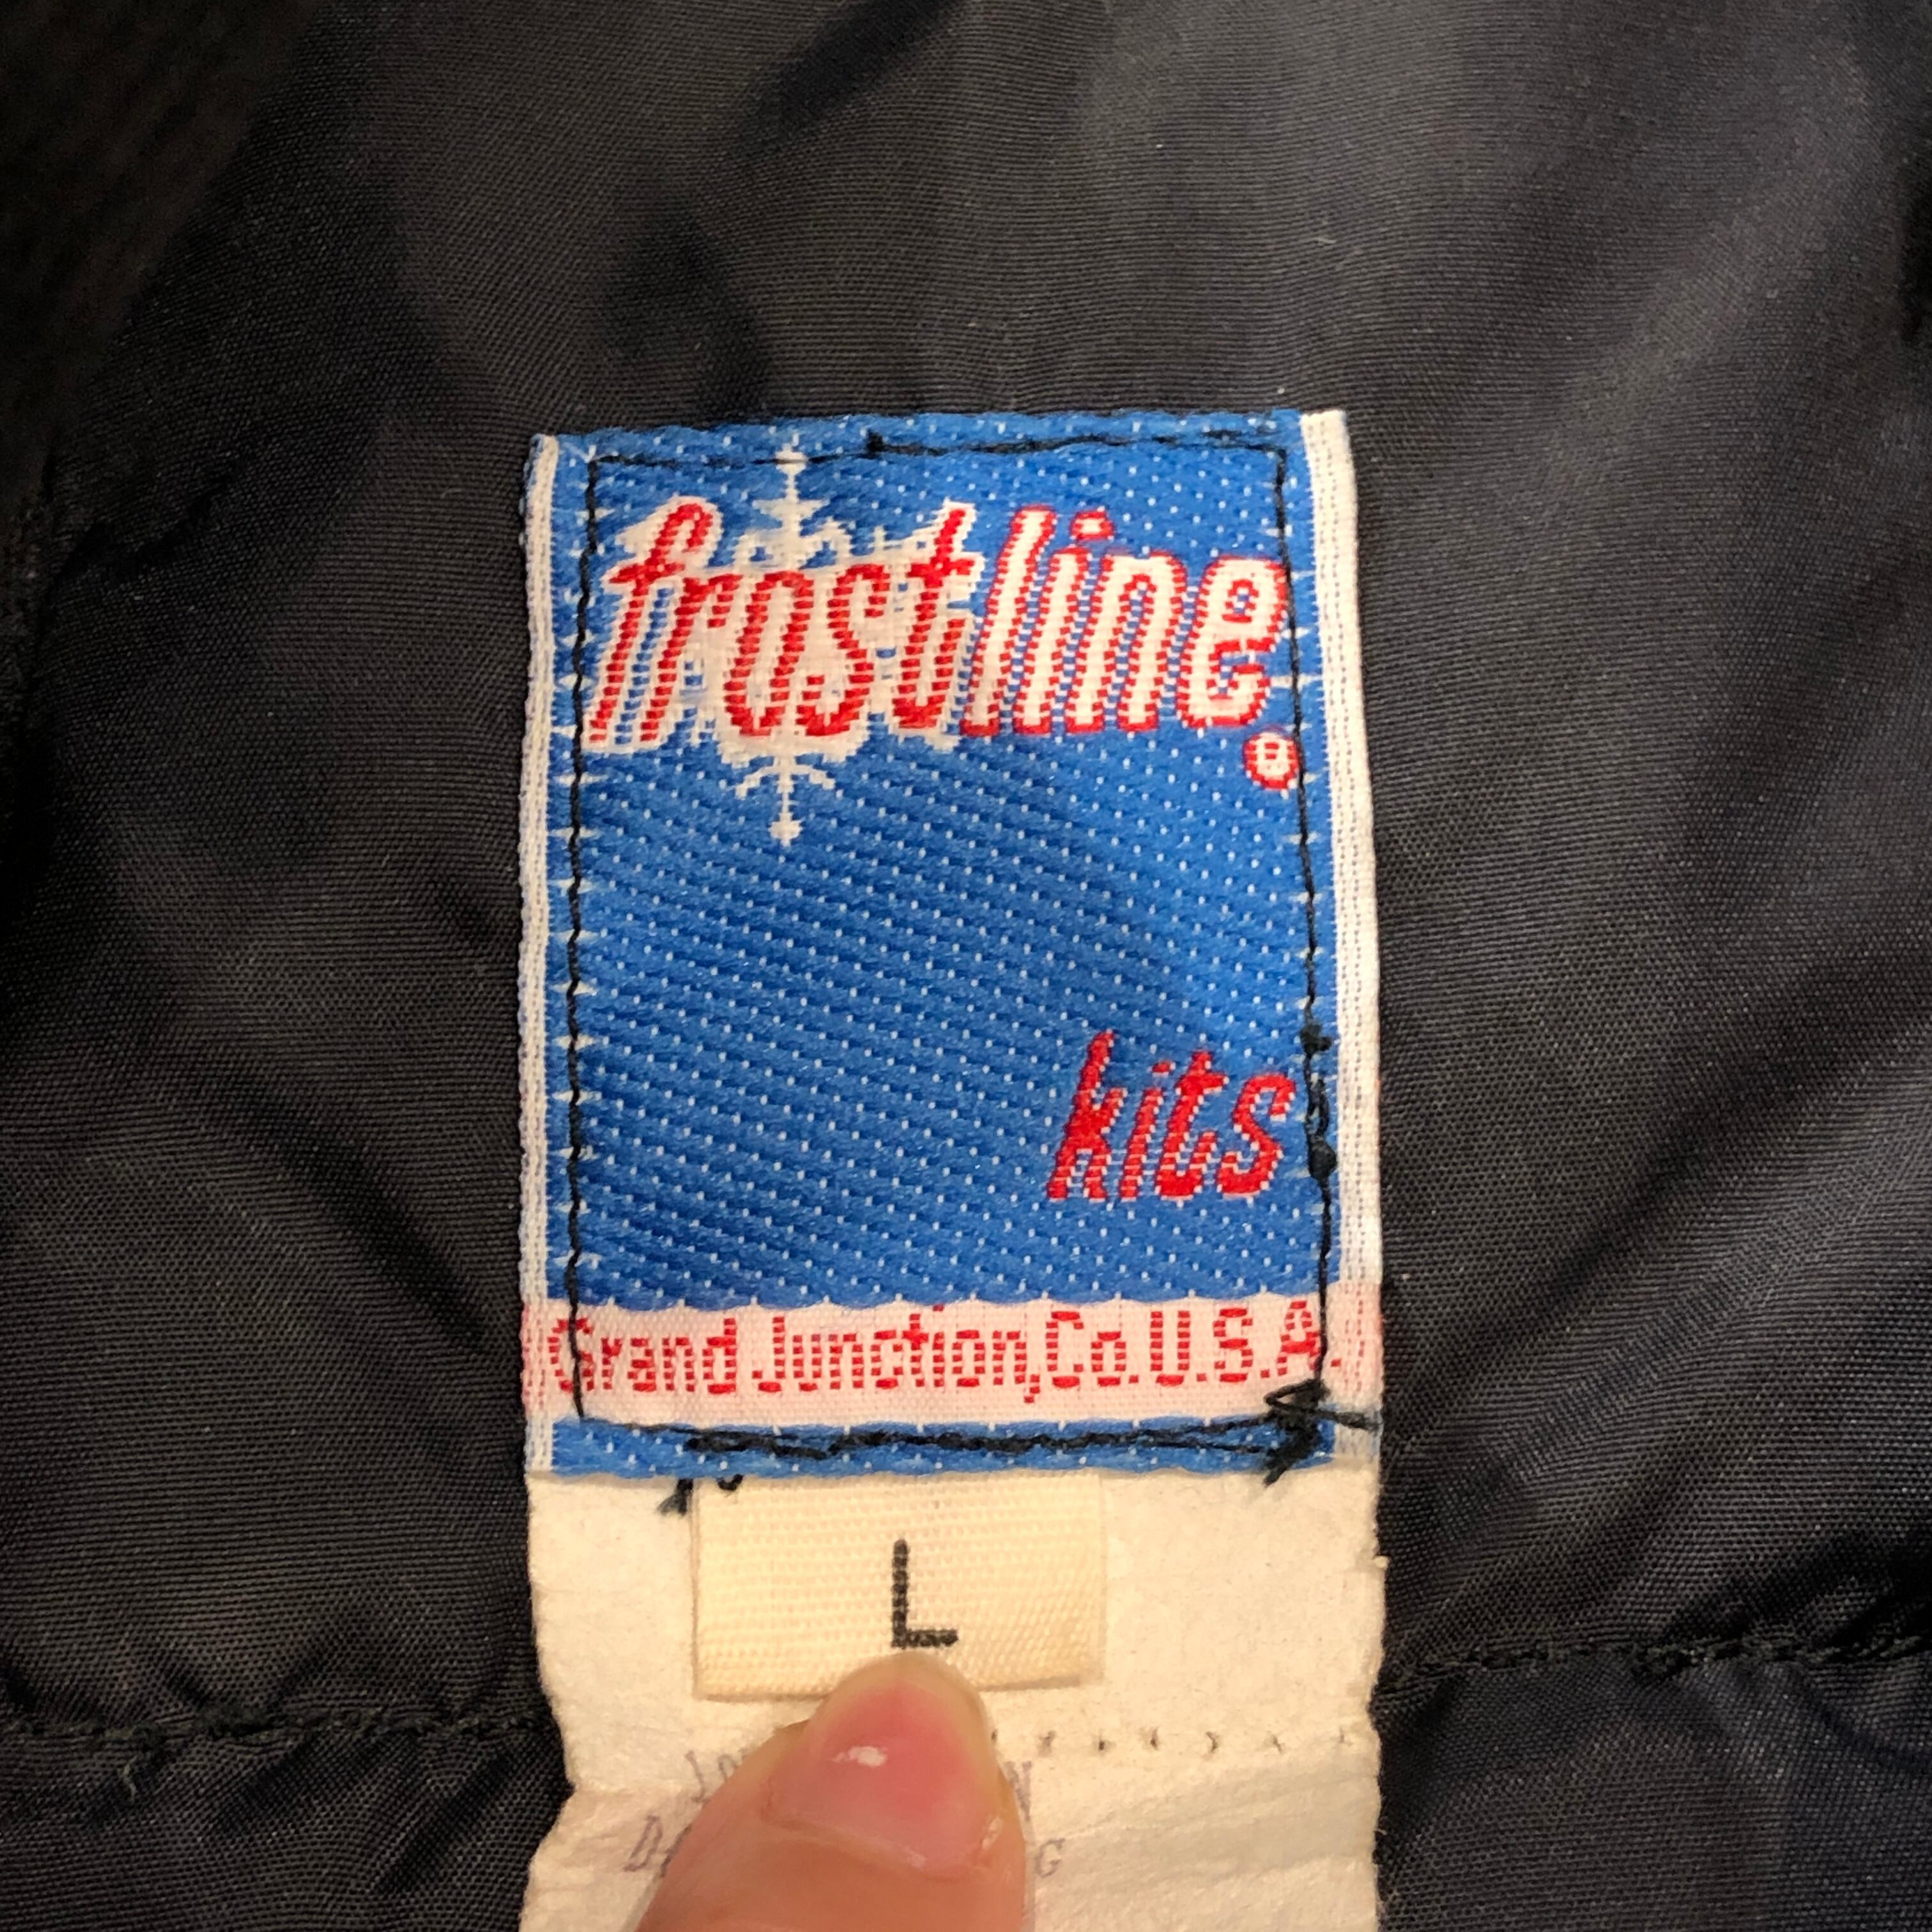 frostline®
kits
Grand Junction, Co. U.S.A.
L